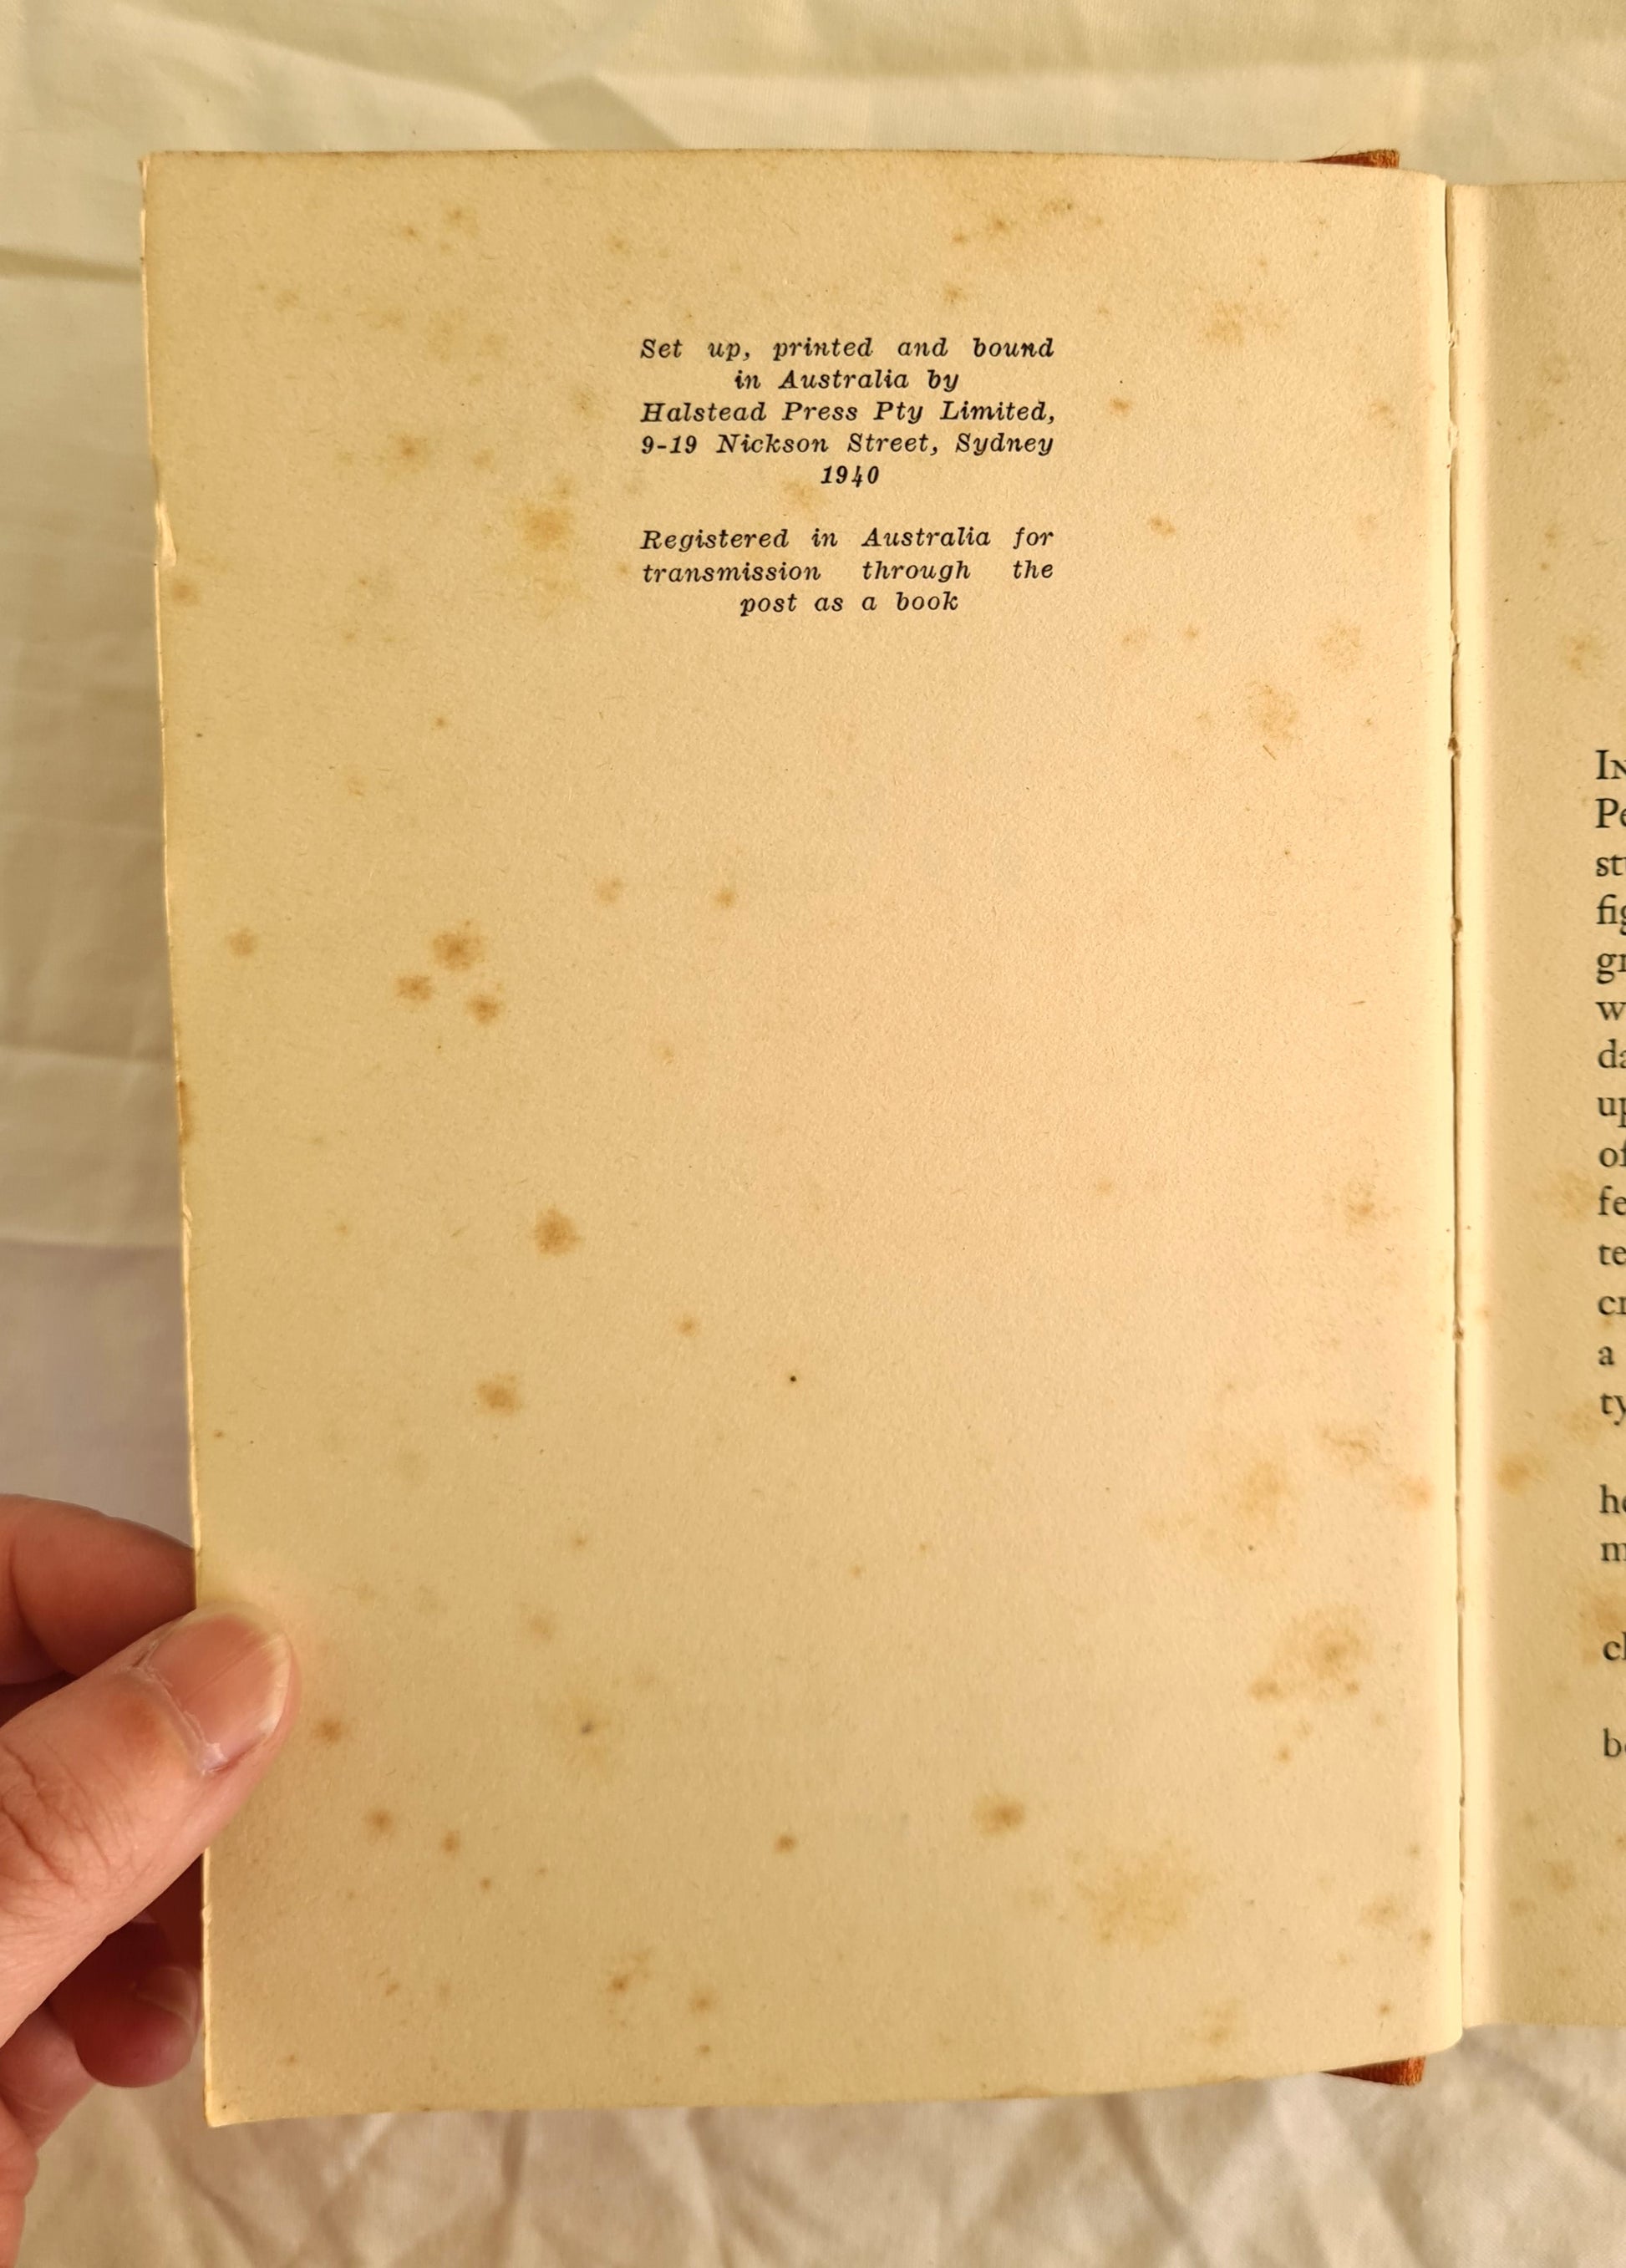 Set up, printed and bound
in Australia by
Halstead Press Pty Limited,
9-19 Nickson Street, Sydney
1940
Registered in Australia for
transmission through the
post as a book
a